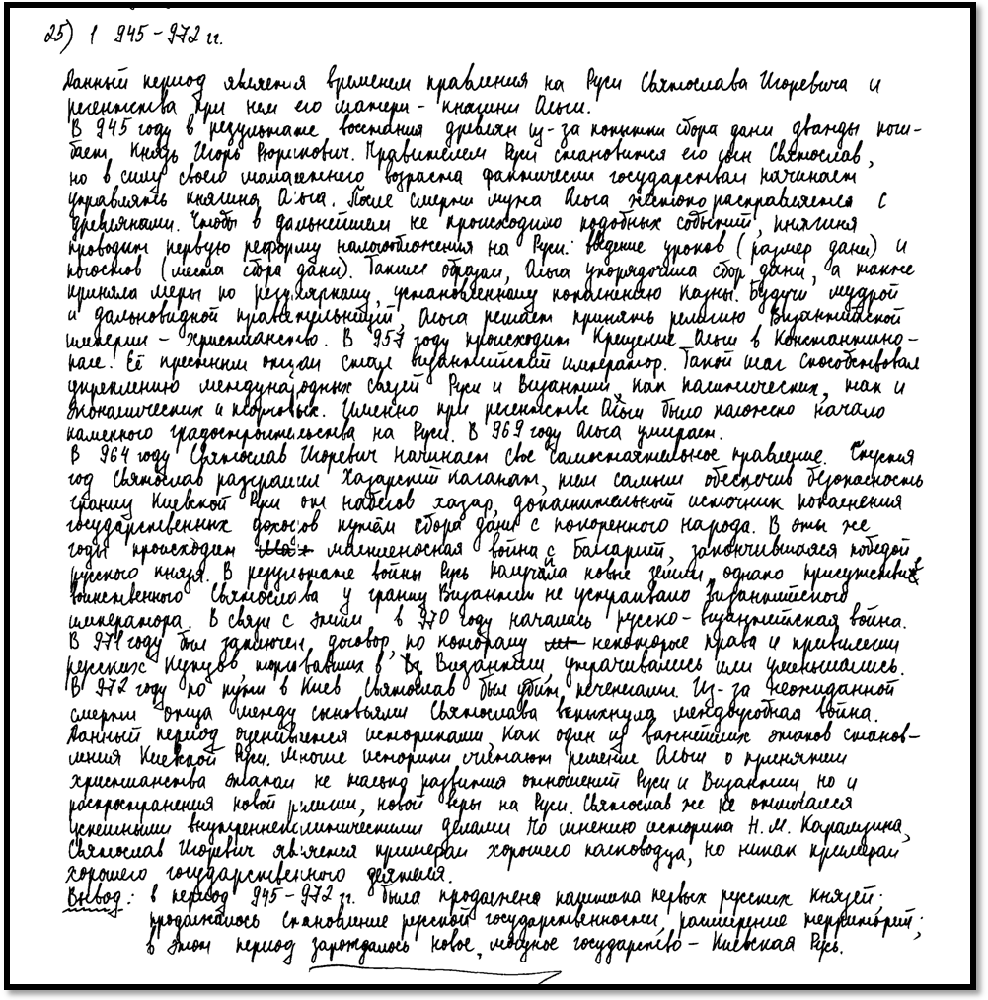 25) 1 945 – 972 гг.
Данный период является временем правления на Руси Святослава Игоревича и
регентства при нем его матери – княгини Ольги.
В 945 году в результате восстания древлян из-за попытки сбора дани дважды поги-
бает Князь Игорь Рюрикович. Правителем Руси становится его сын Святослав,
но в силу своего малолетнего возраста фактически государством начинает
управлять княгиня Ольга. После смерти мужа Ольга жестоко расправляется с
древлянами. Чтобы в дальнейшем не происходило подобных событий, княгиня
проводит первую реформу налогообложения на Руси: введение уроков (размер дани) и
погостов (места сбора дани). Таким образом, Ольга упорядочила сбор дани, а также
приняла меры по регулярному, установленному пополнению казны. Будучи мудрой
и дальновидной правительницей, Ольга решает принять религию Византийской
империи – христианство. В 957 году происходит Крещение Ольги в Константино-
поле. Её крестным отцом стал византийский император. Такой шаг способствовал
укреплению международных связей Руси и Византии, как политических, так и
экономических и торговых. Именно при регентстве Ольги было положено начало
каменного градостроительства на Руси. В 969 году Ольга умирает.
В 964 году Святослав Игоревич начинает свое самостоятельное правление. Спустя
год Святослав разгромил Хазарский каганат, тем самым обеспечив безопасность
границ Киевской Руси от набегов хазар, дополнительный источник пополнения
государственных доходов путём сбора дани с покоренного народа. В эти же
годы происходит молниеносная война с Болгарией, закончившаяся победой
русского князя. В результате войны Русь получала новые земли, однако присутствие
воинственного Святослава у границ Византии не устраивало византийского
императора. В связи с этим в 970 году началась русско-византийская война.
В 971 году был заключен договор, по которому некоторые права и привилегии
русских купцов, торговавших в Византии, утрачивались или уменьшались.
В 972 году по пути в Киев Святослав был убит печенегами. Из-за неожиданной
смерти отца между сыновьями Святослава вспыхнула междоусобная война.
Данный период оценивается историками, как один из важнейших этапов станов-
ления Киевской Руси. Многие историки считают решение Ольги о принятии
христианства этапом не только развития отношений Руси и Византии, но и
распространения новой религии, новой веры на Руси. Святослав же не отличался
успешными внутриполитическими делами. По мнению историка Н. М. Карамзина,
Святослав Игоревич является примером хорошего полководца, но никак примером
хорошего государственного деятеля.
Вывод: в период 945 – 972 гг. была продолжена политика первых русских князей;
продолжалось становление русской государственности, расширение территорий;
в этот период зарождалось новое, мощное государство – Киевская Русь.